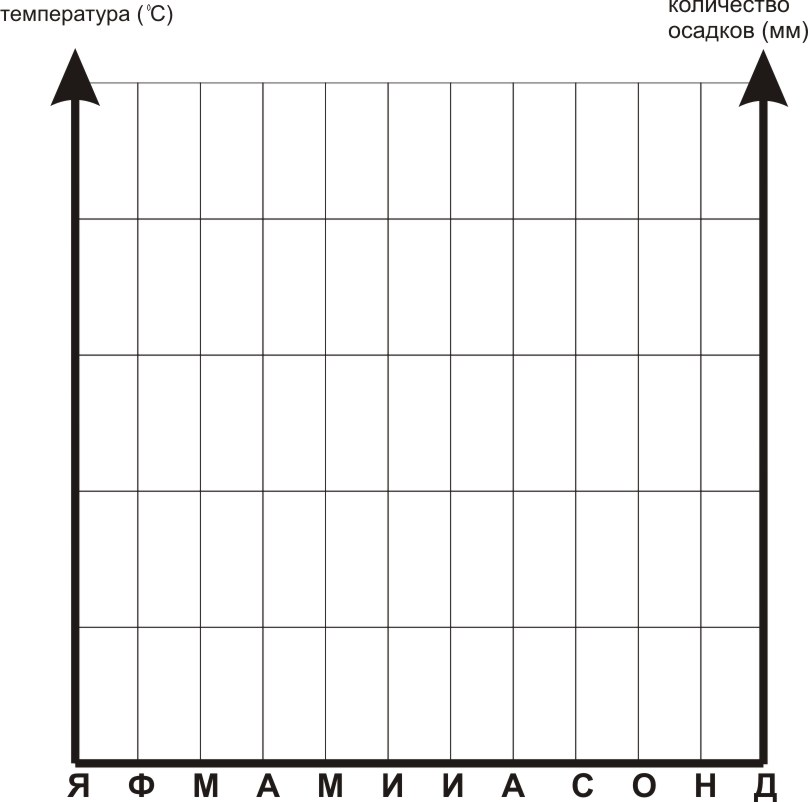 температура (°C)
количество
осадков (мм)
Я Ф М А М И И А С О Н Д